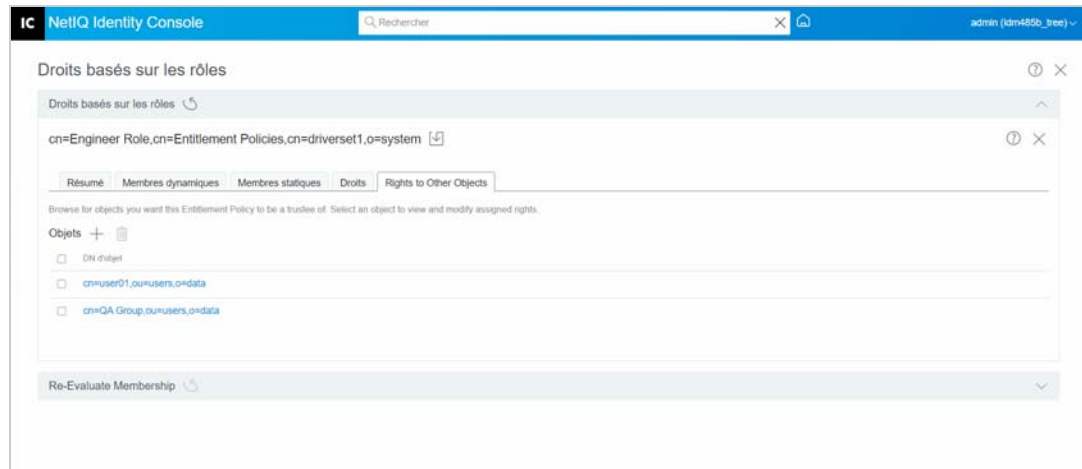 IC NetIQ Identity Console Rechercher admin (idm485b_tree)
Droits basés sur les rôles
Droits basés sur les rôles
cn=Engineer Role,cn=Entitlement Policies,cn=driverset1,o=system
Résumé Membres dynamiques Membres statiques Droits Rights to Other Objects
Browse for objects you want this Entitlement Policy to be a trustee of. Select an object to view and modify assigned rights.
Objets
DN d'objet
cn=user01,ou=users,o=data
cn=QA Group,ou=users,o=data
Re-Evaluate Membership